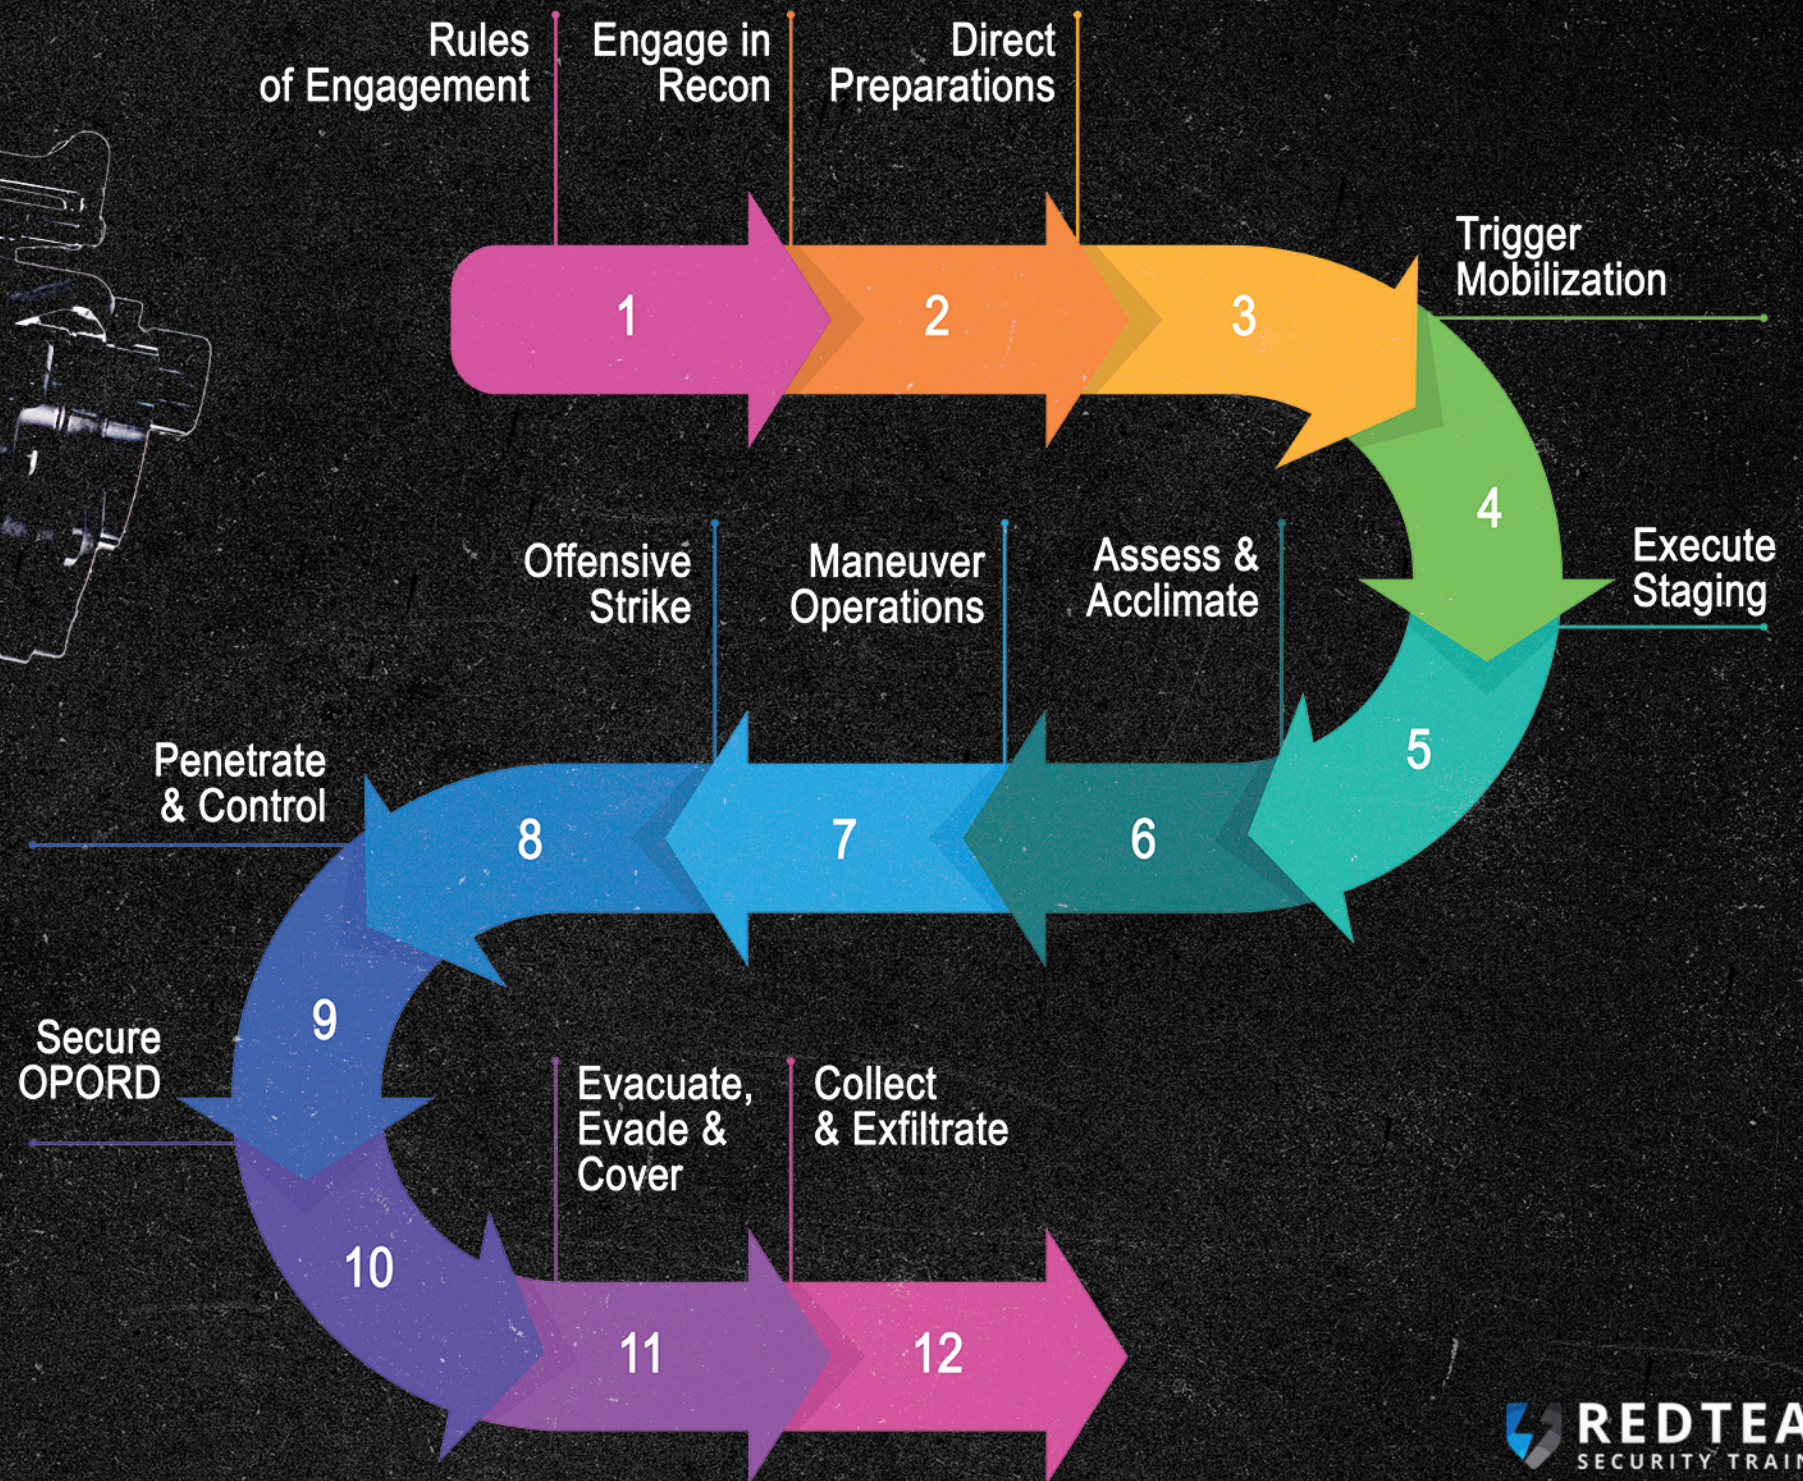 Rules
of Engagement
Engage in
Recon
Direct
Preparations
1
2
3
Trigger
Mobilization
4
Execute
Staging
5
Assess &
Acclimate
6
Maneuver
Operations
7
Offensive
Strike
8
Penetrate
& Control
9
Secure
OPORD
10
Evacuate,
Evade &
Cover
11
Collect
& Exfiltrate
12
REDTEA
SECURITY TRAIN